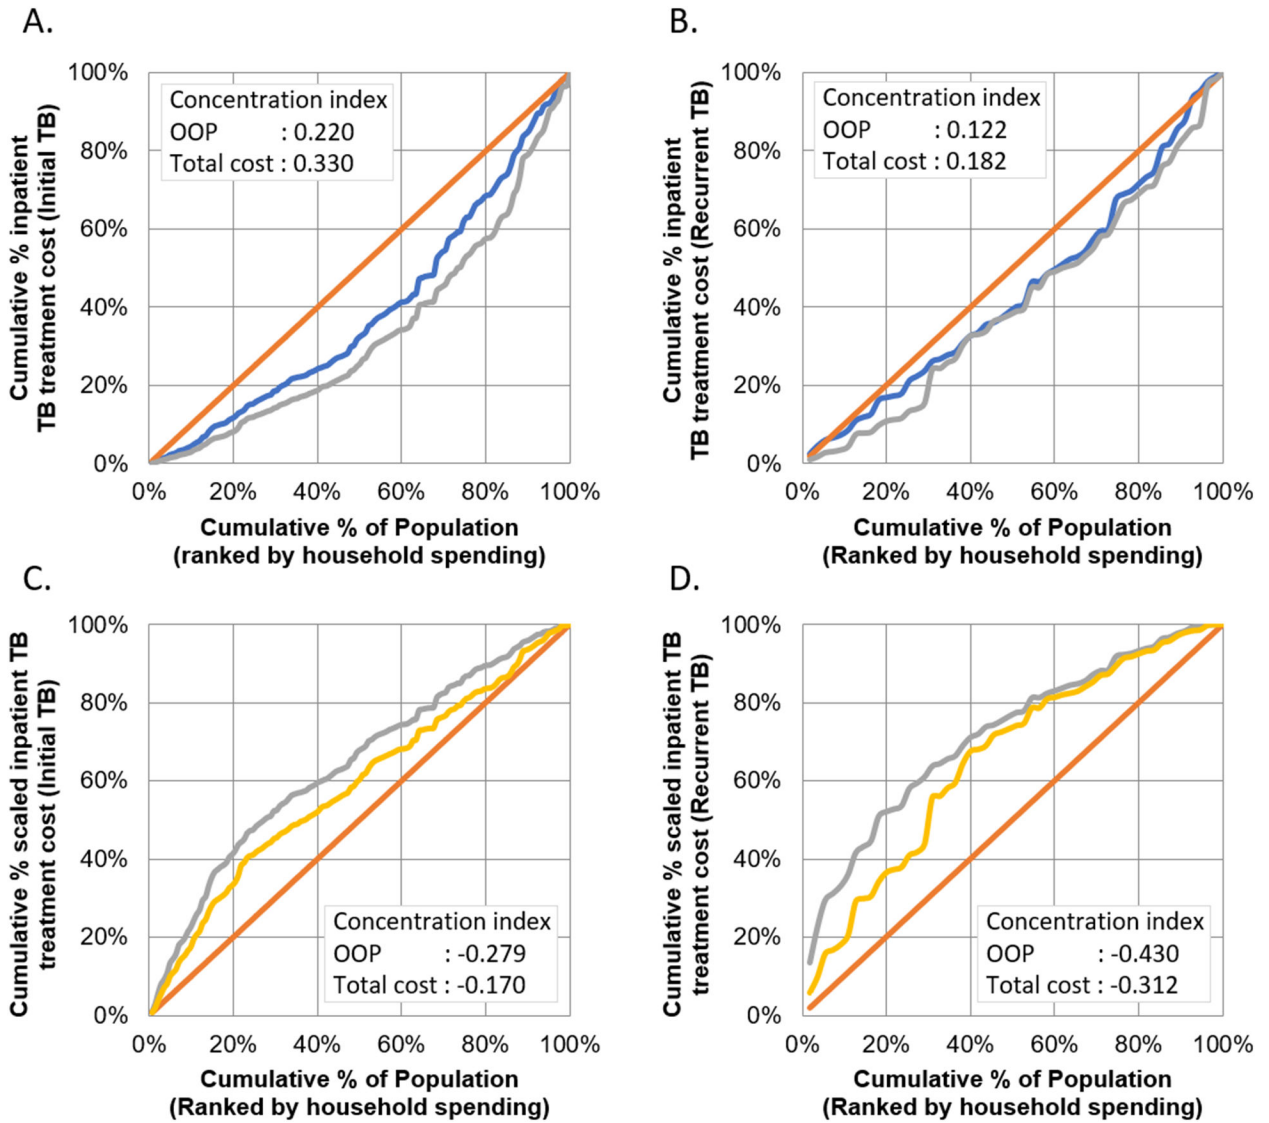 A.
Cumulative % inpatient
TB treatment cost (Initial TB)
100%
80%
60%
40%
20%
0%
Concentration index
OOP : 0.220
Total cost : 0.330
0% 20% 40% 60% 80% 100%
Cumulative % of Population
(ranked by household spending)
B.
Cumulative % inpatient
TB treatment cost (Recurrent TB)
100%
80%
60%
40%
20%
0%
Concentration index
OOP : 0.122
Total cost : 0.182
0% 20% 40% 60% 80% 100%
Cumulative % of Population
(Ranked by household spending)
C.
Cumulative % scaled inpatient TB
treatment cost (Initial TB)
100%
80%
60%
40%
20%
0%
Concentration index
OOP : -0.279
Total cost : -0.170
0% 20% 40% 60% 80% 100%
Cumulative % of Population
(Ranked by household spending)
D.
Cumulative % scaled inpatient TB
treatment cost (Recurrent TB)
100%
80%
60%
40%
20%
0%
Concentration index
OOP : -0.430
Total cost : -0.312
0% 20% 40% 60% 80% 100%
Cumulative % of Population
(Ranked by household spending)